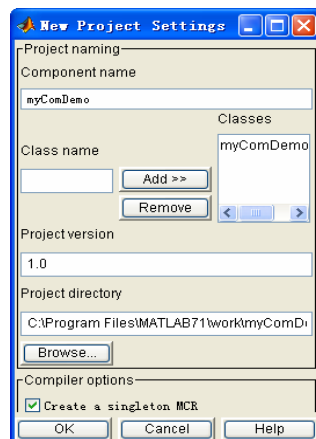 New Project Settings
Project naming
Component name
myComDemo
Classes
myComDemo
Class name
Add >>
Remove
Project version
1.0
Project directory
C:\Program Files\MATLAB71\work\myComD
Browse...
Compiler options
Create a singleton MCR
OK Cancel Help